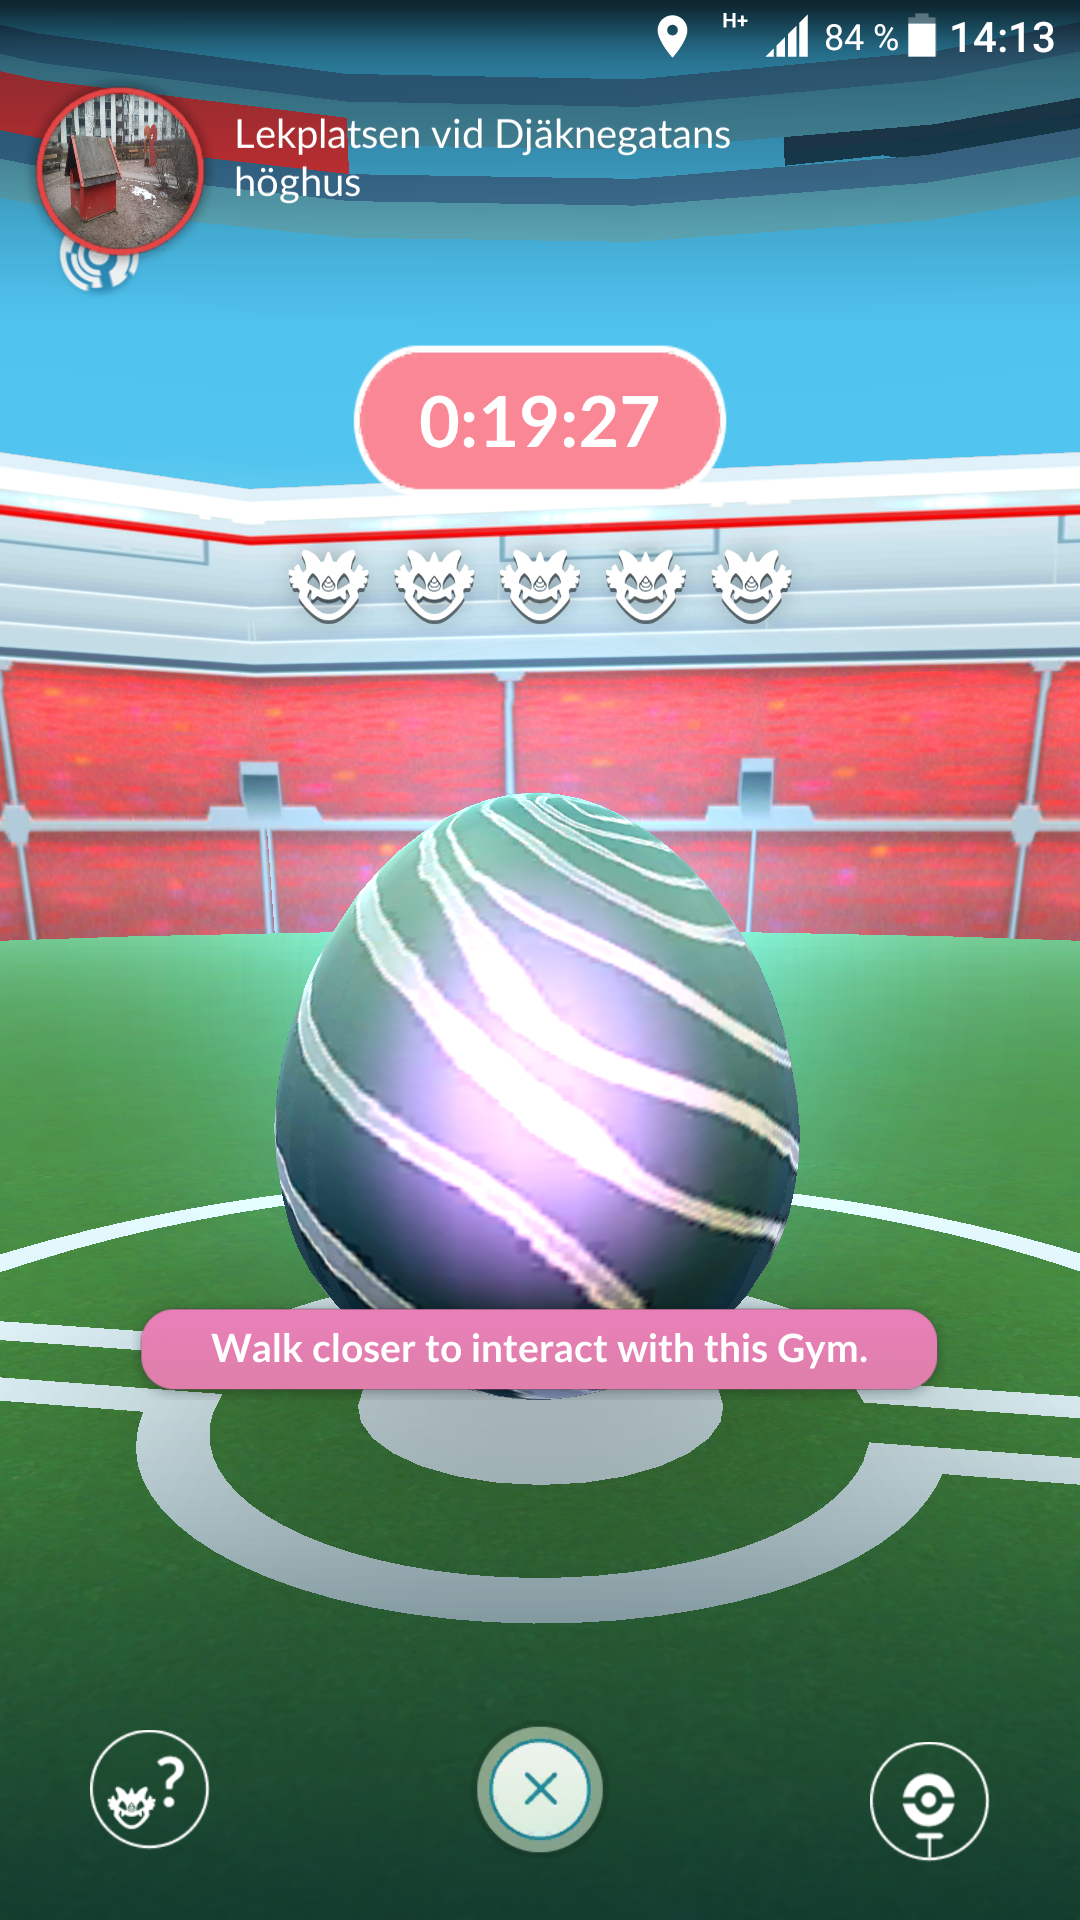 H+ 84 % 14:13
Lekplatsen vid Djäknegatans
höghus
0:19:27
Walk closer to interact with this Gym.
?